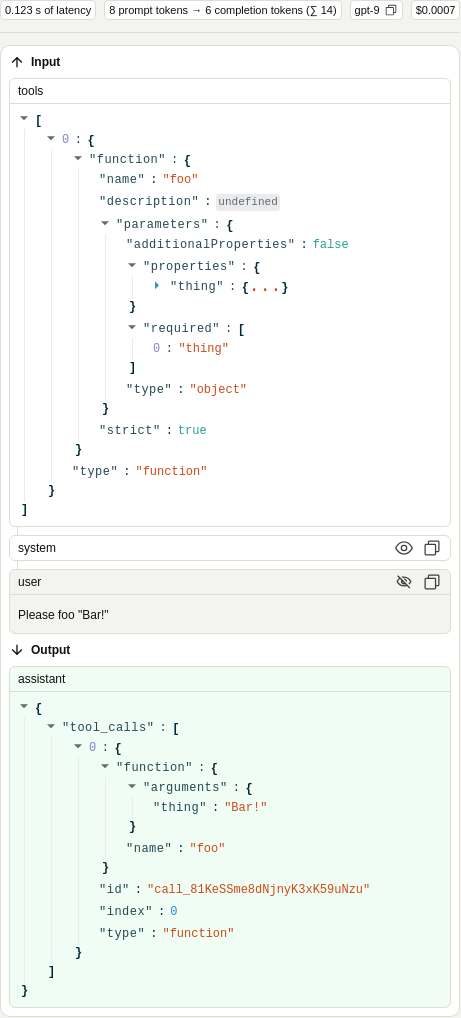 0.123 s of latency 8 prompt tokens → 6 completion tokens (∑ 14) gpt-9 $0.0007
Input
tools
[
0 : {
"function" : {
"name" : "foo"
"description" : undefined
"parameters" : {
"additionalProperties" : false
"properties" : {
"thing" : {...}
}
"required" : [
0 : "thing"
]
"type" : "object"
}
"strict" : true
}
"type" : "function"
}
]
system
user
Please foo "Bar!"
Output
assistant
{
"tool_calls" : [
0 : {
"function" : {
"arguments" : {
"thing" : "Bar!"
}
"name" : "foo"
}
"id" : "call_81KeSSme8dNjnyK3xK59uNzu"
"index" : 0
"type" : "function"
}
]
}